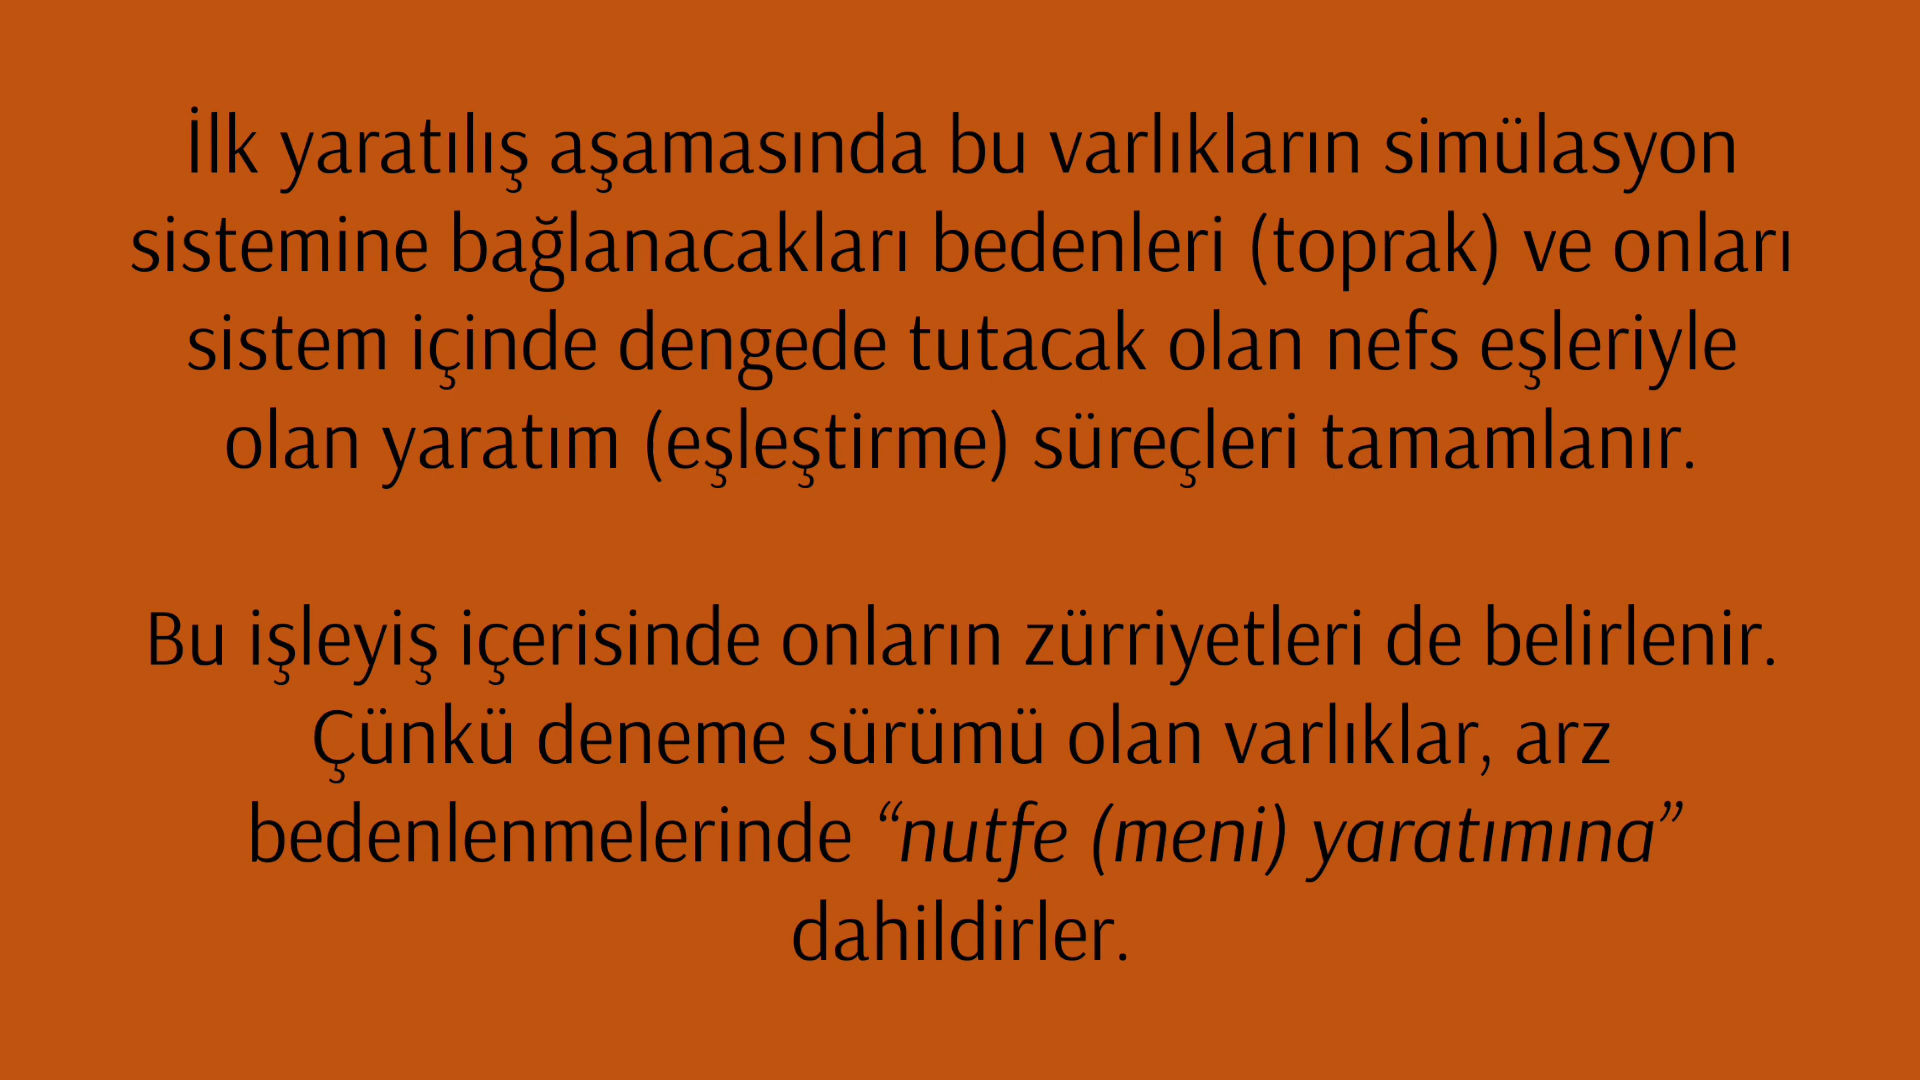 İlk yaratılış aşamasında bu varlıkların simülasyon
sistemine bağlanacakları bedenleri (toprak) ve onları
sistem içinde dengede tutacak olan nefs eşleriyle
olan yaratım (eşleştirme) süreçleri tamamlanır.
Bu işleyiş içerisinde onların zürriyetleri de belirlenir.
Çünkü deneme sürümü olan varlıklar, arz
bedenlenmelerinde “nutfe (meni) yaratımına”
dahildirler.